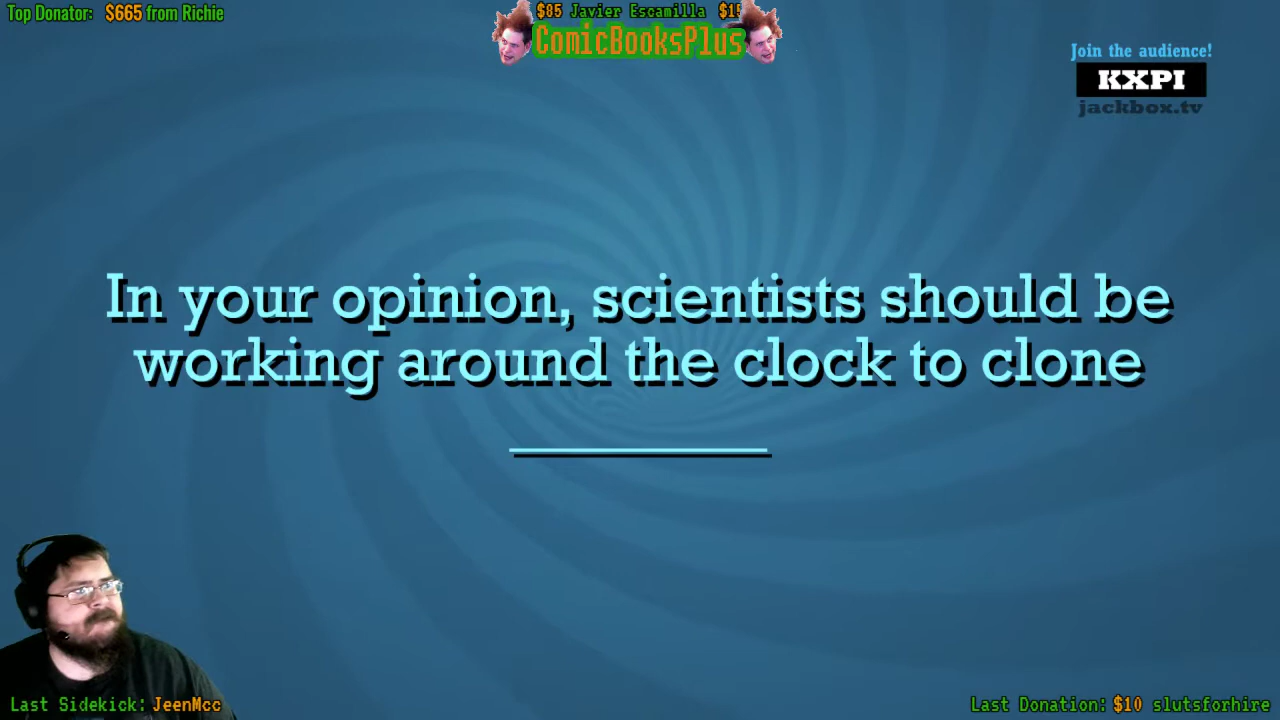 Top Donator: $665 from Richie
$85 Javier Escamilla $1
ComicBooksPlus
Join the audience!
KXPI
jackbox.tv
In your opinion, scientists should be
working around the clock to clone
Last Sidekick: JeenMcc
Last Donation: $10 slutsforhire